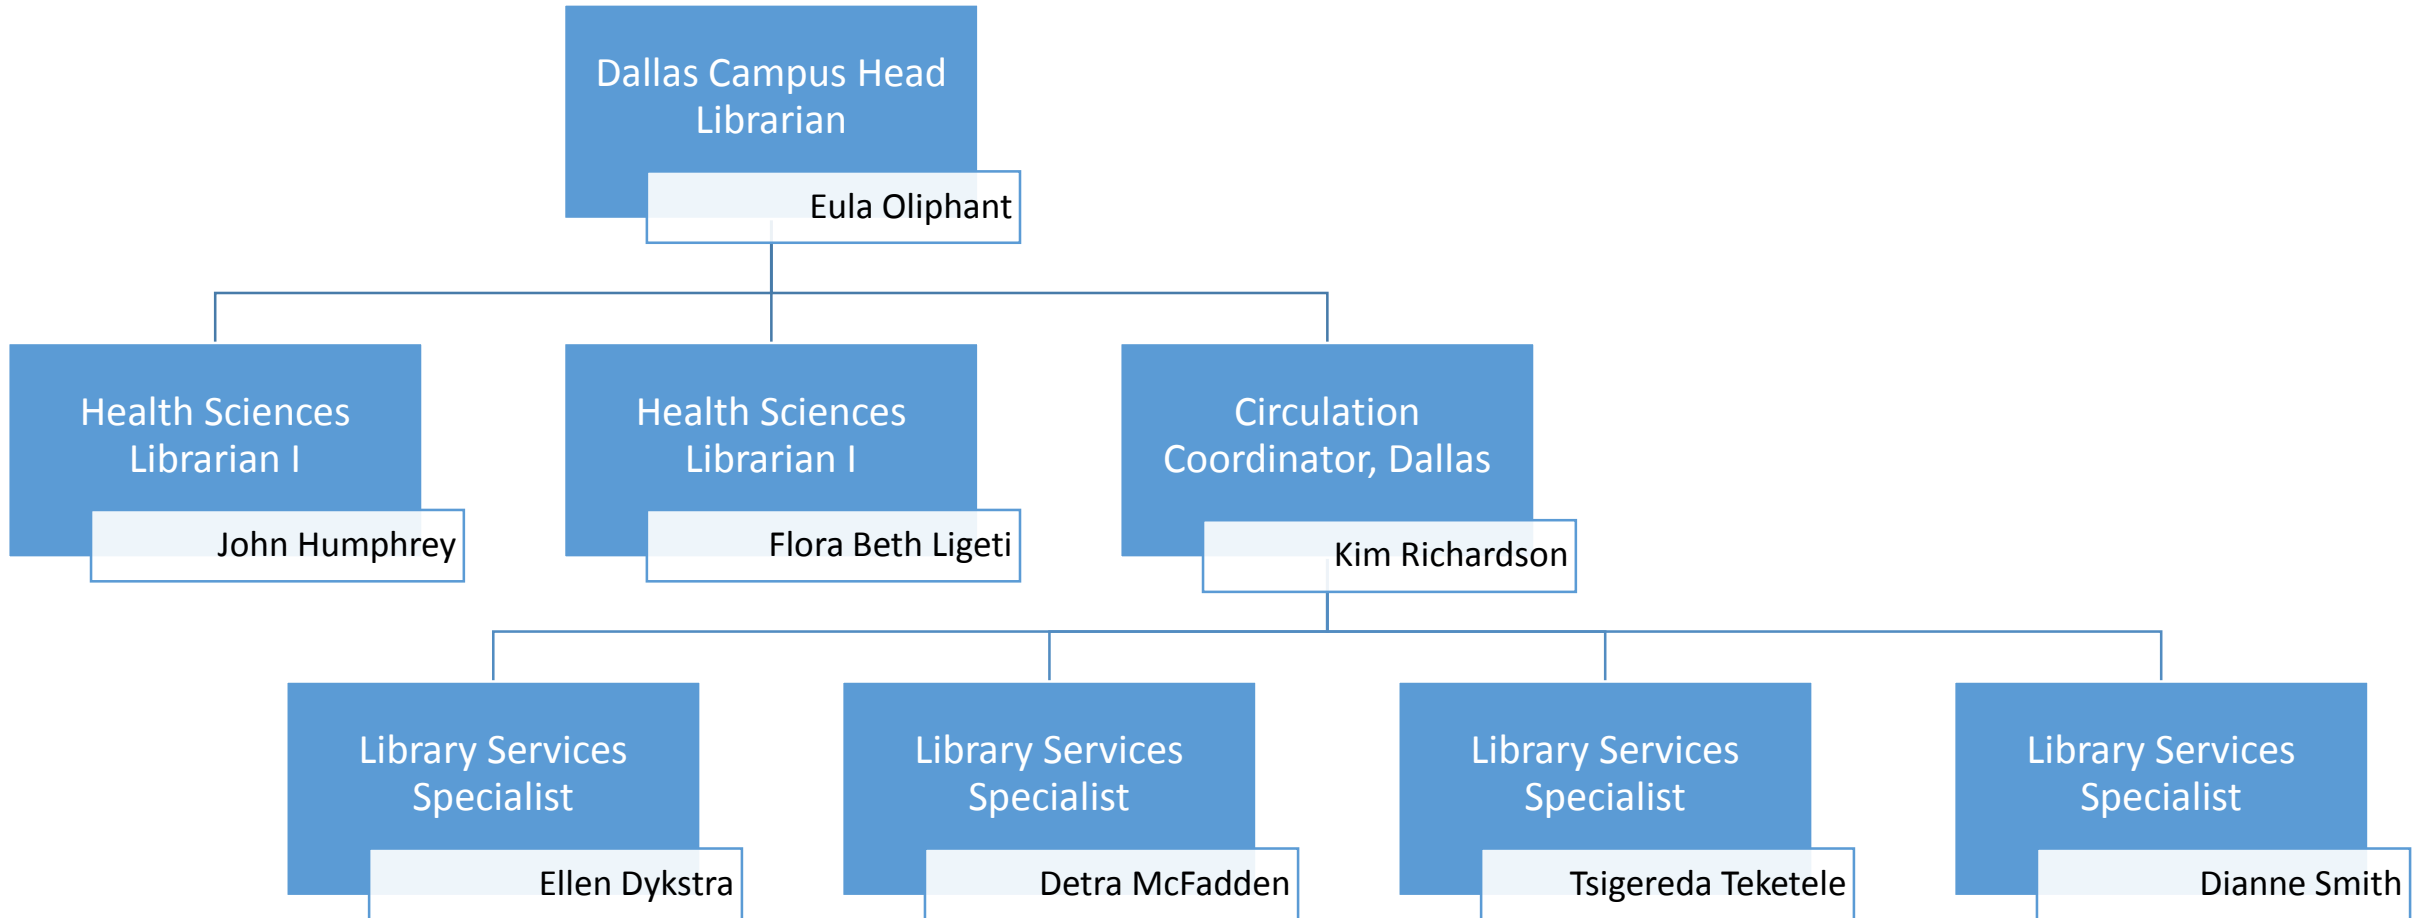 Dallas Campus Head
Librarian
Eula Oliphant
Health Sciences
Librarian I
John Humphrey
Health Sciences
Librarian I
Flora Beth Ligeti
Circulation
Coordinator, Dallas
Kim Richardson
Library Services
Specialist
Ellen Dykstra
Library Services
Specialist
Detra McFadden
Library Services
Specialist
Tsigereda Teketele
Library Services
Specialist
Dianne Smith